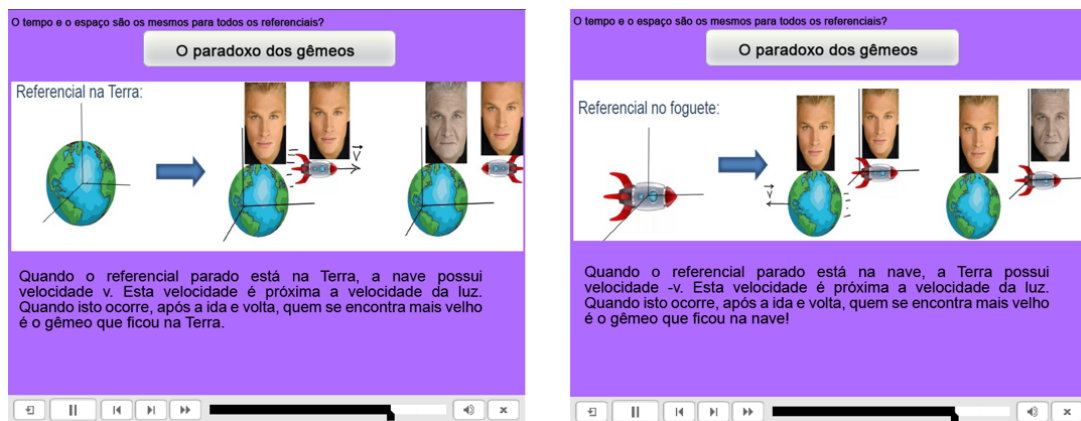 O tempo e o espaço são os mesmos para todos os referenciais?
O paradoxo dos gêmeos
Referencial na Terra:
v
Quando o referencial parado está na Terra, a nave possui
velocidade v. Esta velocidade é próxima a velocidade da luz.
Quando isto ocorre, após a ida e volta, quem se encontra mais velho
é o gêmeo que ficou na Terra.
O tempo e o espaço são os mesmos para todos os referenciais?
O paradoxo dos gêmeos
Referencial no foguete:
v
Quando o referencial parado está na nave, a Terra possui
velocidade -v. Esta velocidade é próxima a velocidade da luz.
Quando isto ocorre, após a ida e volta, quem se encontra mais velho
é o gêmeo que ficou na nave!